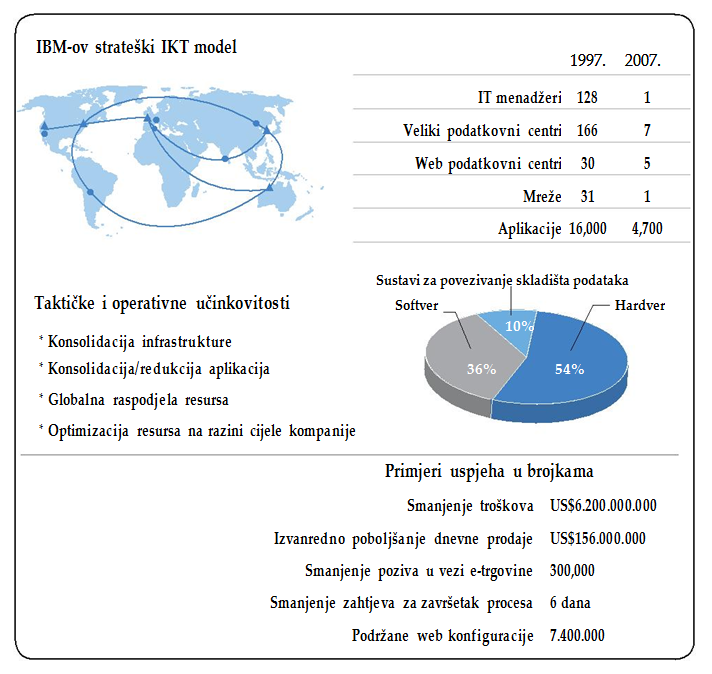 IBM-ov strateški IKT model
1997. 2007.
IT menadžeri 128 1
Veliki podatkovni centri 166 7
Web podatkovni centri 30 5
Mreže 31 1
Aplikacije 16,000 4,700
Taktičke i operativne učinkovitosti
* Konsolidacija infrastrukture
* Konsolidacija/redukcija aplikacija
* Globalna raspodjela resursa
* Optimizacija resursa na razini cijele kompanije
Sustavi za povezivanje skladišta podataka
Softver
Hardver
10%
36%
54%
Primjeri uspjeha u brojkama
Smanjenje troškova US$6.200.000.000
Izvanredno poboljšanje dnevne prodaje US$156.000.000
Smanjenje poziva u vezi e-trgovine 300,000
Smanjenje zahtjeva za završetak procesa 6 dana
Podržane web konfiguracije 7.400.000